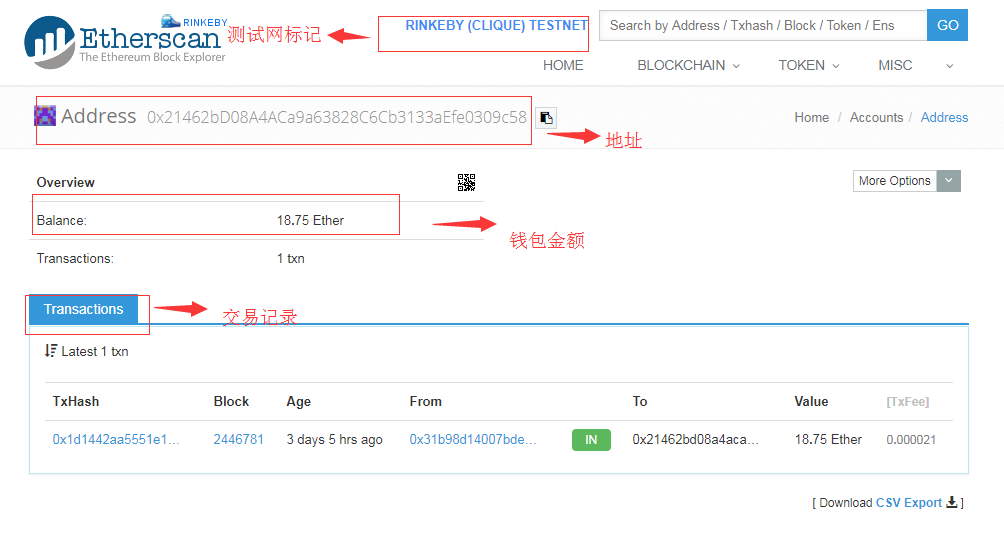 RINKEBY
Etherscan
The Ethereum Block Explorer
测试网标记
RINKEBY (CLIQUE) TESTNET
Search by Address / Txhash / Block / Token / Ens
GO
HOME BLOCKCHAIN TOKEN MISC
Address 0x21462bD08A4ACa9a63828C6Cb3133aEfe0309c58
地址
Home / Accounts / Address
Overview
More Options
Balance: 18.75 Ether
钱包金额
Transactions: 1 txn
Transactions
交易记录
Latest 1 txn
TxHash Block Age From To Value [TxFee]
0x1d1442aa5551e1... 2446781 3 days 5 hrs ago 0x31b98d14007bde... IN 0x21462bd08a4aca... 18.75 Ether 0.000021
[ Download CSV Export ]